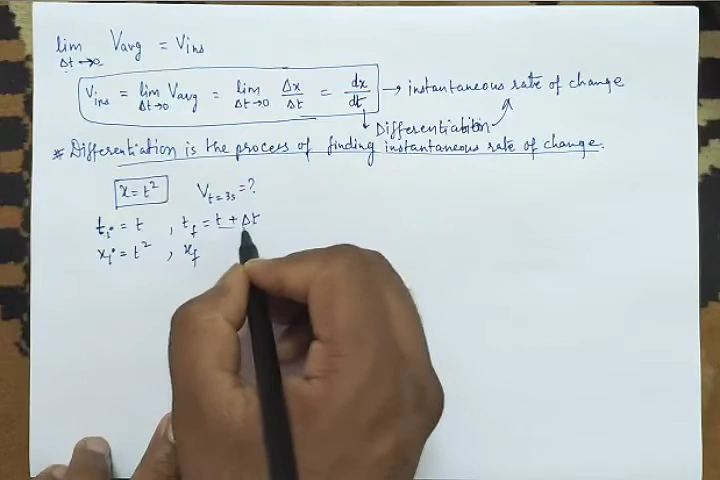 lim Vavg = Vins
Δt→0
Vins = lim Vavg = lim Δx/Δt = dx/dt → instantaneous rate of change
Δt→0 Δt→0
↓ Differentiation
* Differentiation is the process of finding instantaneous rate of change.
x = t² V t=3s = ?
ti = t , tf = t + Δt
xi = t² , xf